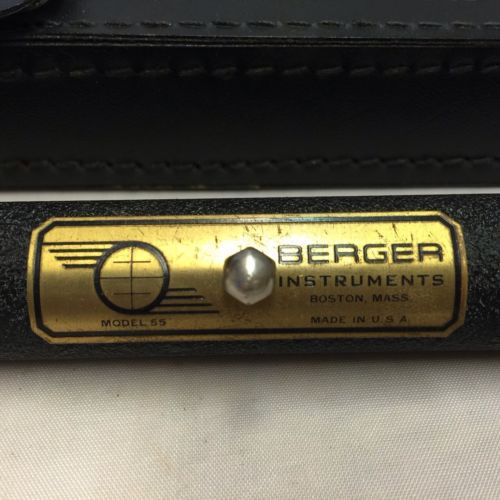 BERGER
INSTRUMENTS
BOSTON, MASS.
MADE IN U.S.A.
MODEL 55